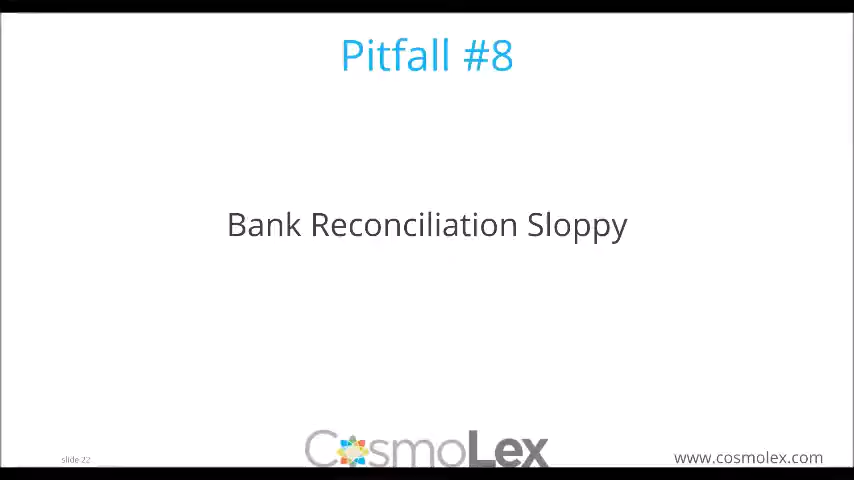 Pitfall #8
Bank Reconciliation Sloppy
slide 22
CosmoLex
www.cosmolex.com